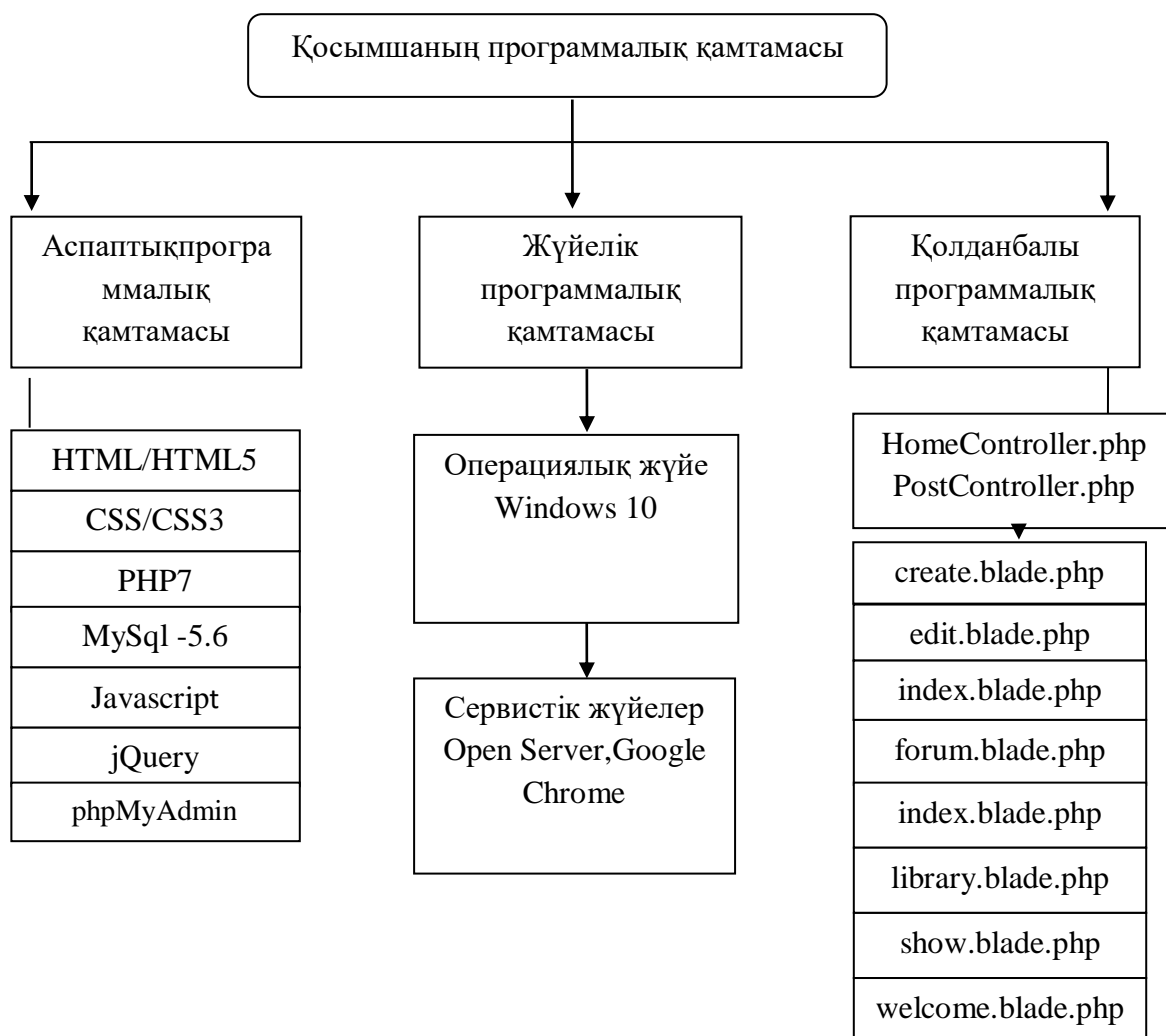 Қосымшаның программалық қамтамасы
Аспаптықпрогра
ммалық
қамтамасы
HTML/HTML5
CSS/CSS3
PHP7
MySql -5.6
Javascript
jQuery
phpMyAdmin
Жүйелік
программалық
қамтамасы
Операциялық жүйе
Windows 10
Сервистік жүйелер
Open Server,Google
Chrome
Қолданбалы
программалық
қамтамасы
HomeController.php
PostController.php
create.blade.php
edit.blade.php
index.blade.php
forum.blade.php
index.blade.php
library.blade.php
show.blade.php
welcome.blade.php